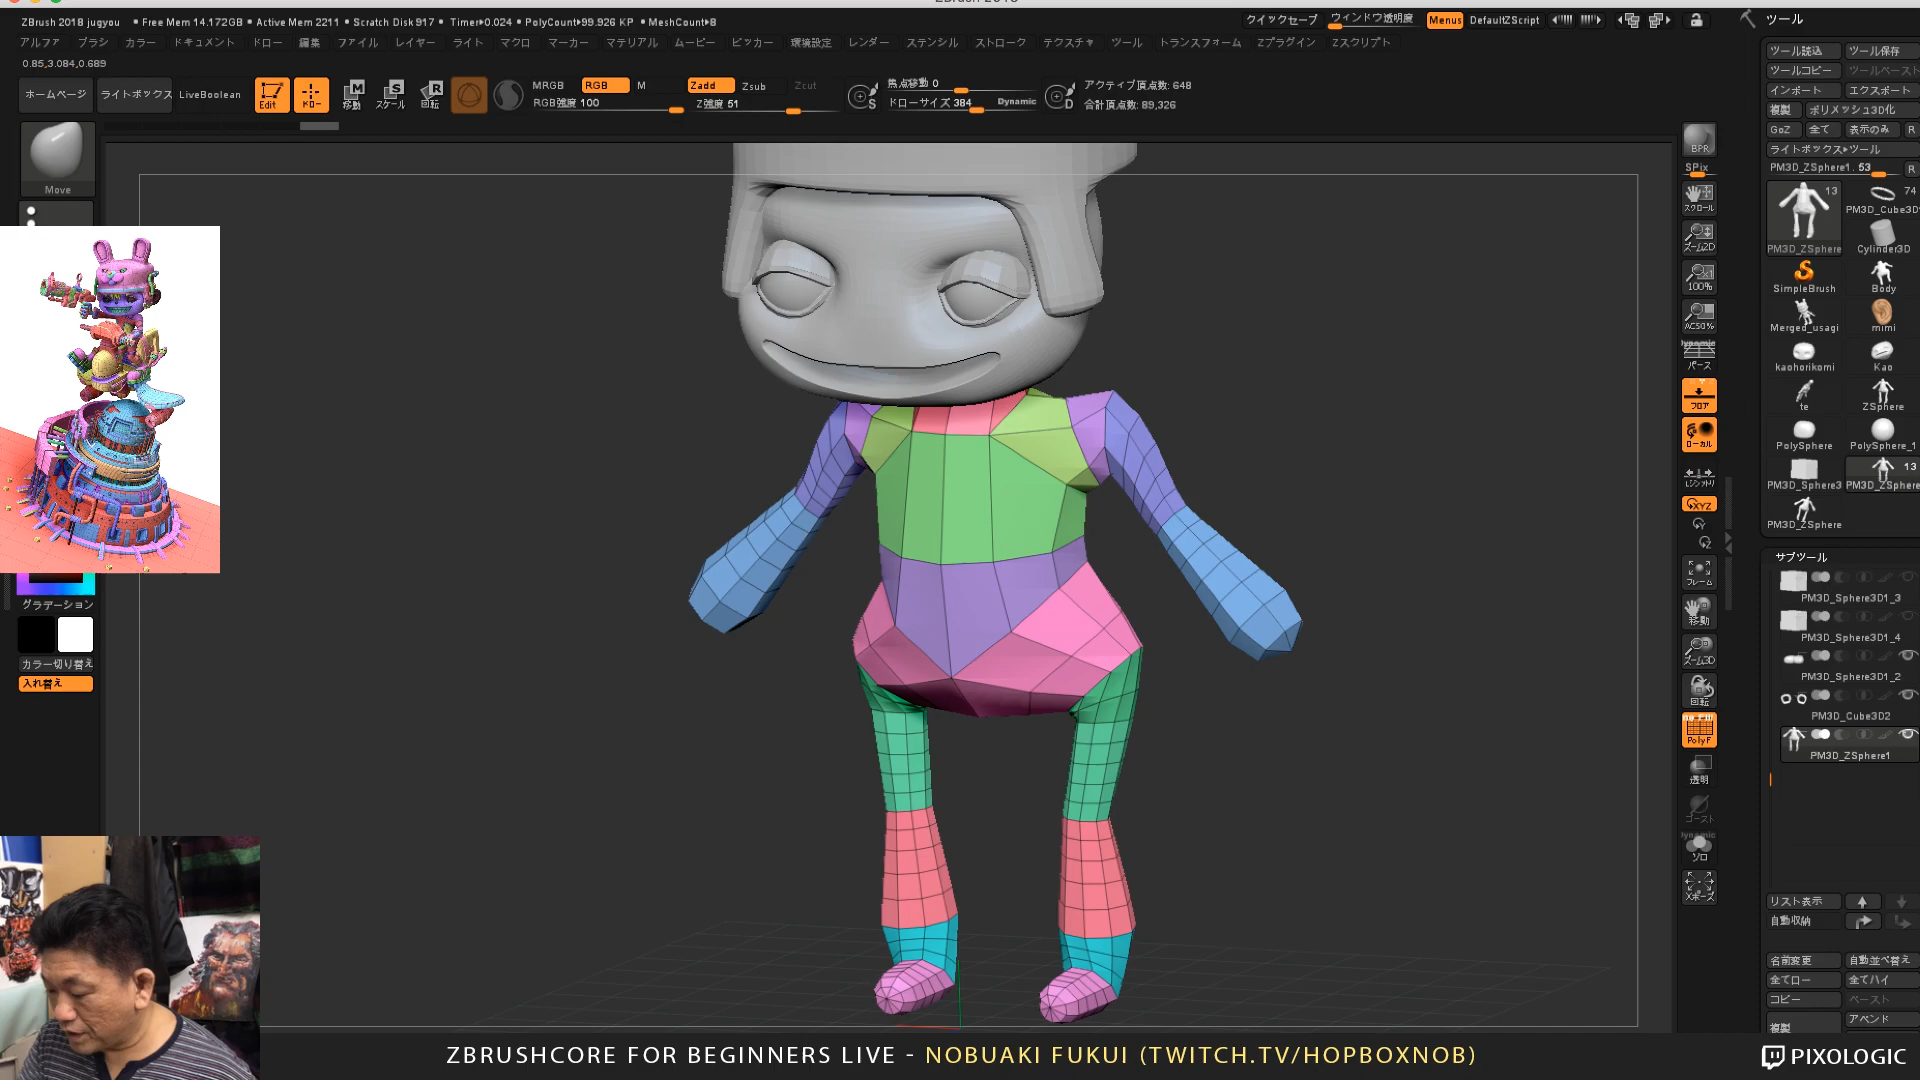 ZBrush 2018 jugyou • Free Mem 14.172GB • Active Mem 2211 • Scratch Disk 917 • Timer▸0.024 • PolyCount▸99.926 KP • MeshCount▸8
クイックセーブ ウィンドウ透明度 Menus DefaultZScript
アルファ ブラシ カラー ドキュメント ドロー 編集 ファイル レイヤー ライト マクロ マーカー マテリアル ムービー ピッカー 環境設定 レンダー ステンシル ストローク テクスチャ ツール トランスフォーム Zプラグイン Zスクリプト
0.85,3.084,0.689
ホームページ ライトボックス LiveBoolean Edit ドロー 移動 スケール 回転
MRGB RGB M Zadd Zsub Zcut
RGB強度 100 Z強度 51
焦点移動 0
ドローサイズ 384 Dynamic
アクティブ頂点数: 648
合計頂点数: 89,326
Move
グラデーション
カラー切り替え
入れ替え
BPR
SPix
スクロール
ズーム2D
100%
AC50%
Dynamic
パース
フロア
ローカル
XYZ
フレーム
移動
ズーム3D
回転
PolyF
透明
ゴースト
Dynamic
ソロ
Xポーズ
ツール
ツール読込 ツール保存
ツールコピー ツールペースト
インポート エクスポート
複製 ポリメッシュ3D化
GoZ 全て 表示のみ R
ライトボックス▸ツール
PM3D_ZSphere1. 53 R
13 74
PM3D_ZSphere PM3D_Cube3D
Cylinder3D
SimpleBrush Body
Merged_usagi mimi
kaohorikomi Kao
te ZSphere
PolySphere PolySphere_1
13
PM3D_Sphere3 PM3D_ZSphere
PM3D_ZSphere
サブツール
PM3D_Sphere3D1_3
PM3D_Sphere3D1_4
PM3D_Sphere3D1_2
PM3D_Cube3D2
PM3D_ZSphere1
リスト表示
自動収納
名前変更 自動並べ替え
全てロー 全てハイ
コピー ペースト
複製 アペンド
ZBRUSHCORE FOR BEGINNERS LIVE - NOBUAKI FUKUI (TWITCH.TV/HOPBOXNOB)
PIXOLOGIC